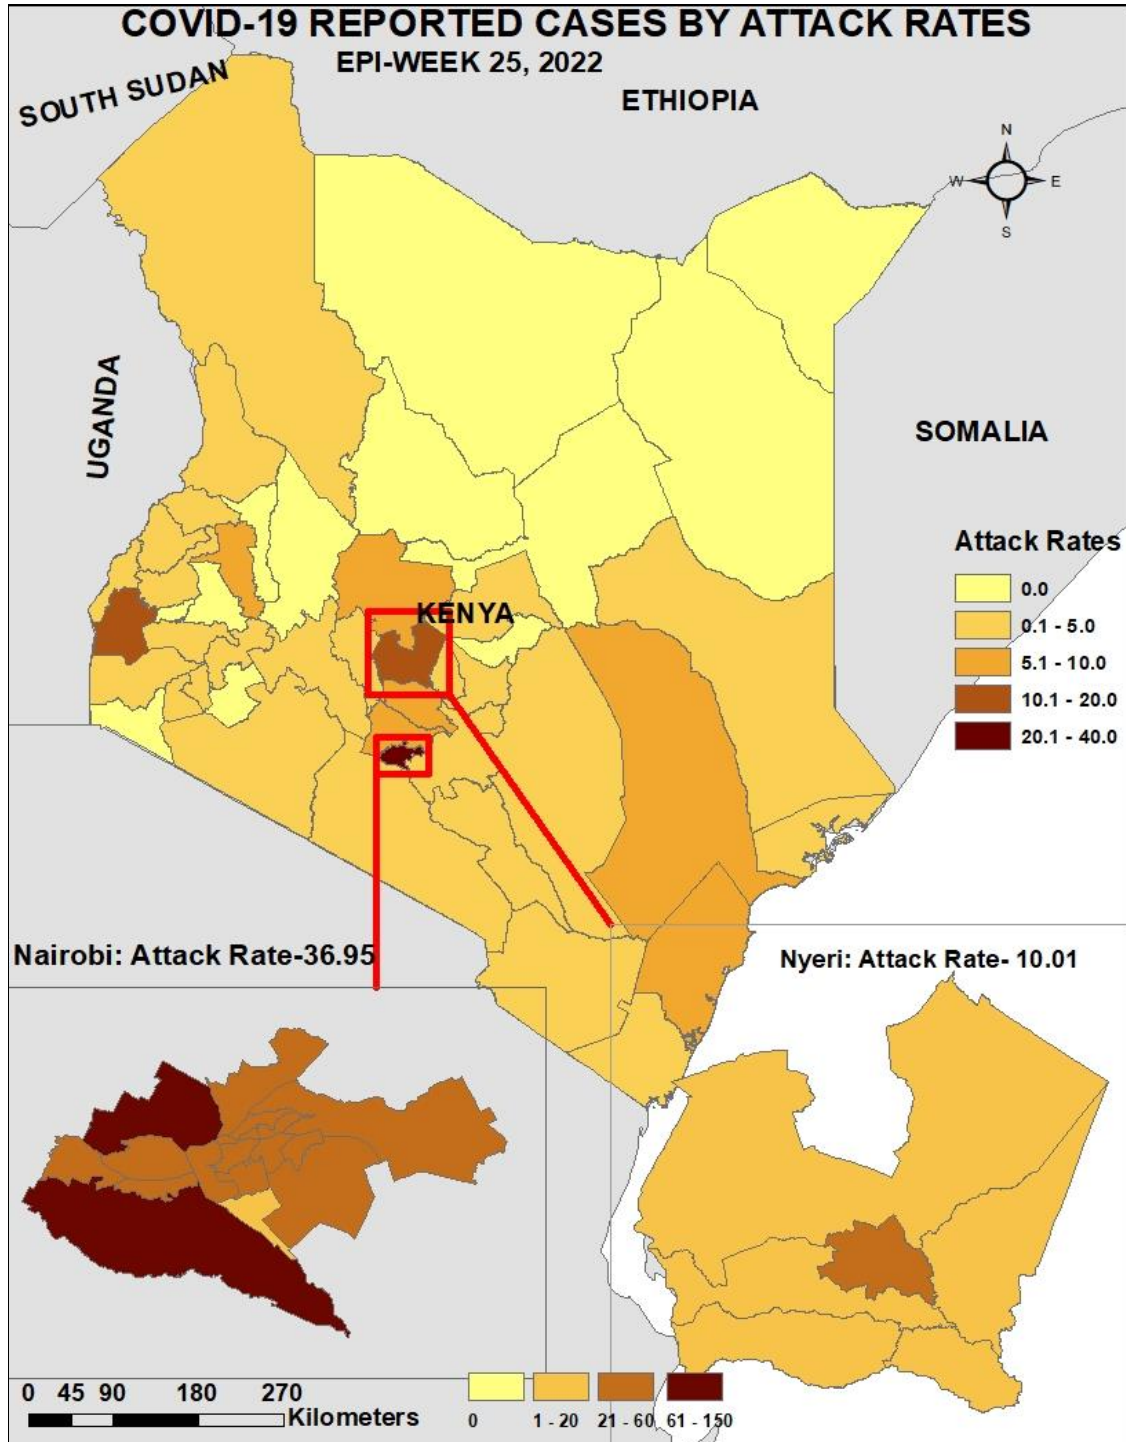 COVID-19 REPORTED CASES BY ATTACK RATES
EPI-WEEK 25, 2022
SOUTH SUDAN
ETHIOPIA
N
W E
S
UGANDA
SOMALIA
Attack Rates
0.0
0.1 - 5.0
5.1 - 10.0
10.1 - 20.0
20.1 - 40.0
KENYA
Nairobi: Attack Rate-36.95
Nyeri: Attack Rate- 10.01
0 45 90 180 270
Kilometers
0 1 - 20 21 - 60 61 - 150